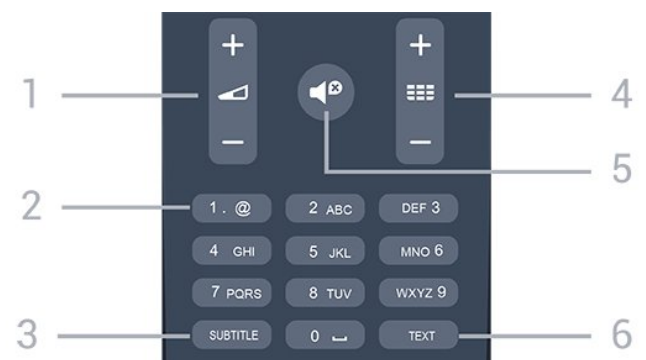 + +
1 4
− −
5
2 1 . @ 2 ABC DEF 3
4 GHI 5 JKL MNO 6
7 PQRS 8 TUV WXYZ 9
3 SUBTITLE 0 ⎵ TEXT 6